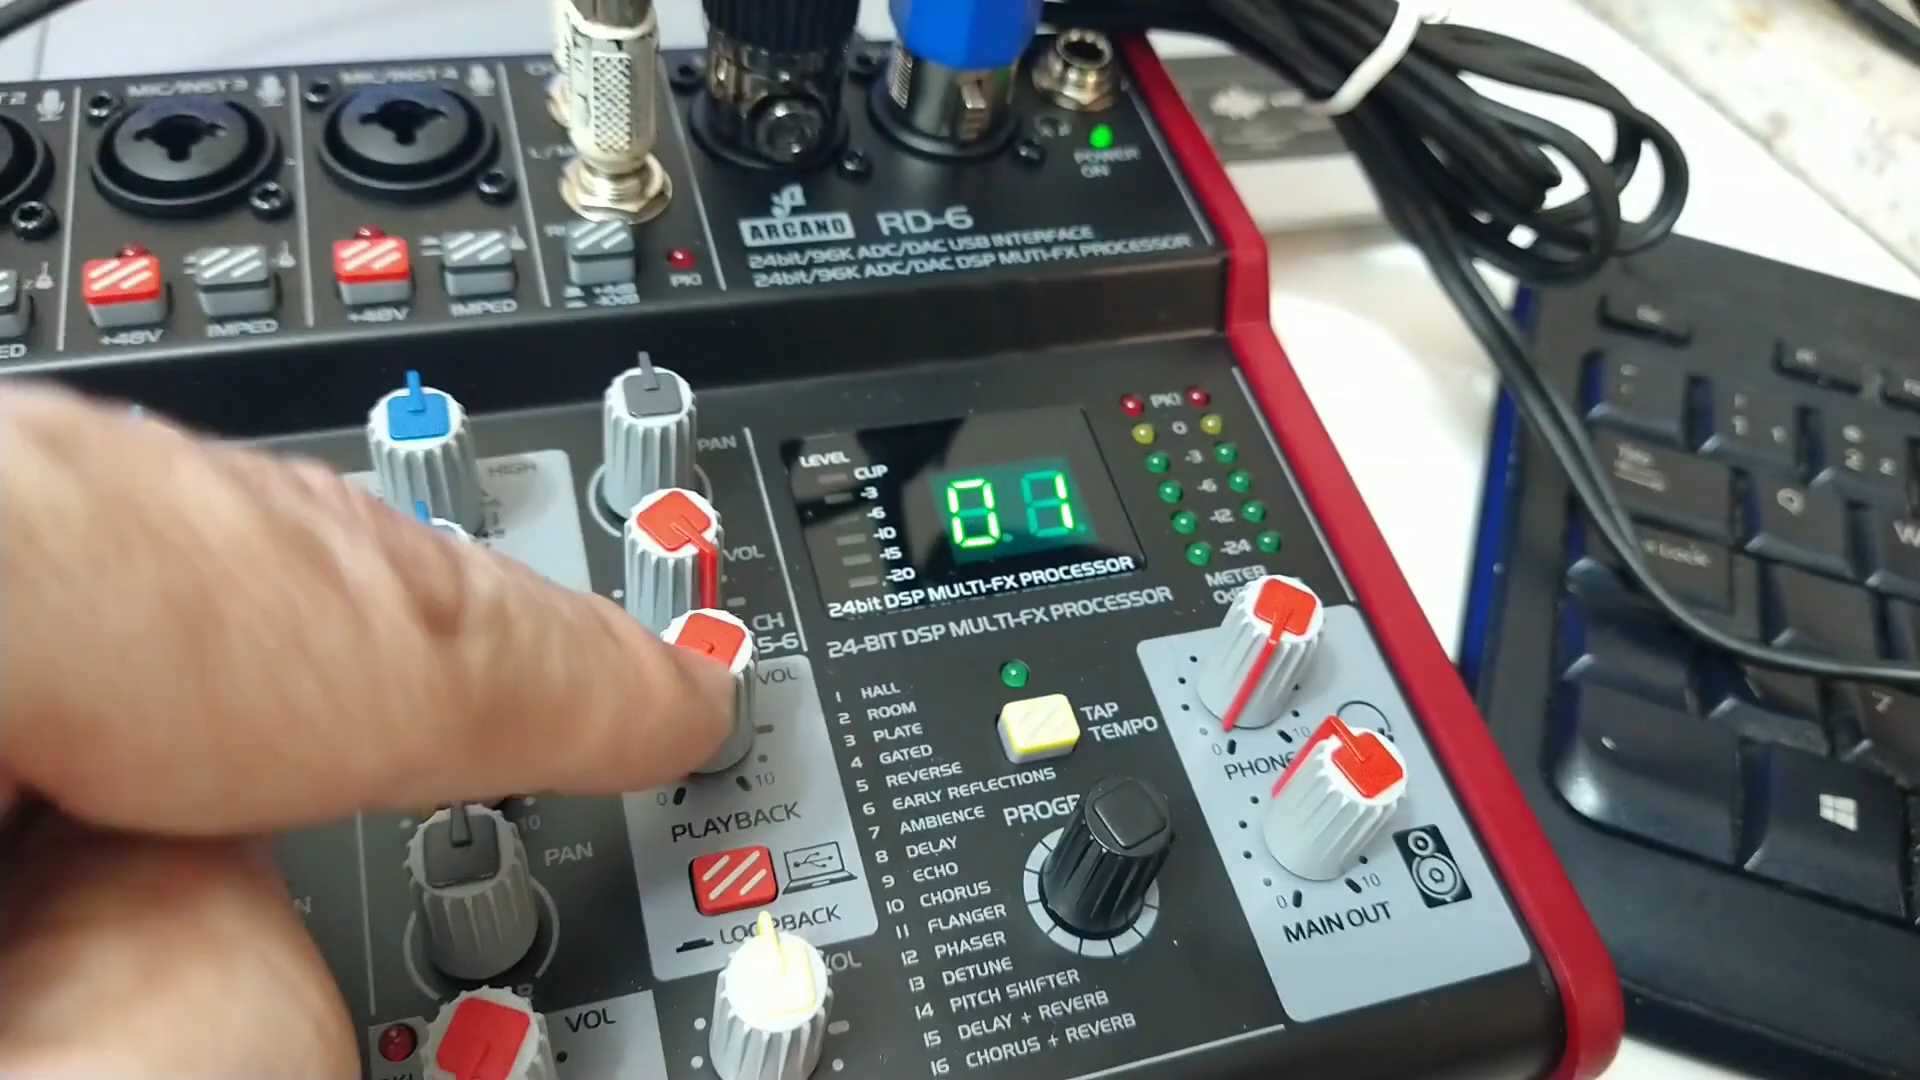 MIC/INST 3
MIC/INST 4
POWER
ON
ARCANO
RD-6
24bit/96K ADC/DAC USB INTERFACE
24bit/96K ADC/DAC DSP MUTI-FX PROCESSOR
+48V
IMPED
+48V
IMPED
+4dB
-10dB
PK!
HIGH
PAN
VOL
CH
5-6
LEVEL
CLIP
-3
-6
-10
-15
-20
01
24bit DSP MULTI-FX PROCESSOR
PK!
0
-3
-6
-12
-24
METER
24-BIT DSP MULTI-FX PROCESSOR
VOL
0
10
PLAYBACK
1 HALL
2 ROOM
3 PLATE
4 GATED
5 REVERSE
6 EARLY REFLECTIONS
7 AMBIENCE
8 DELAY
9 ECHO
10 CHORUS
11 FLANGER
12 PHASER
13 DETUNE
14 PITCH SHIFTER
15 DELAY + REVERB
16 CHORUS + REVERB
TAP
TEMPO
0
10
0
10
MAIN OUT
10
PAN
VOL
Q
W